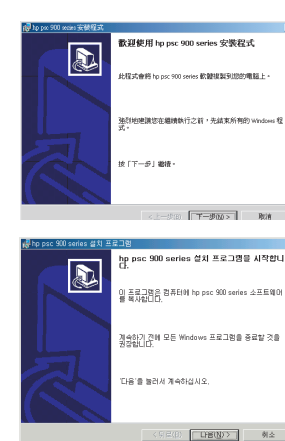 hp psc 900 series 安裝程式
歡迎使用 hp psc 900 series 安裝程式
此程式會將 hp psc 900 series 軟體複製到您的電腦上。
強烈地建議您在繼續執行之前，先結束所有的 Windows 程
式。
按「下一步」繼續。
< 上一步(B) 下一步(N) > 取消
hp psc 900 series 설치 프로그램
hp psc 900 series 설치 프로그램을 시작합니
다.
이 프로그램은 컴퓨터에 hp psc 900 series 소프트웨어
를 복사합니다.
계속하기 전에 모든 Windows 프로그램을 종료할 것을
권장합니다.
'다음'을 눌러서 계속하십시오.
< 뒤로(B) 다음(N) > 취소